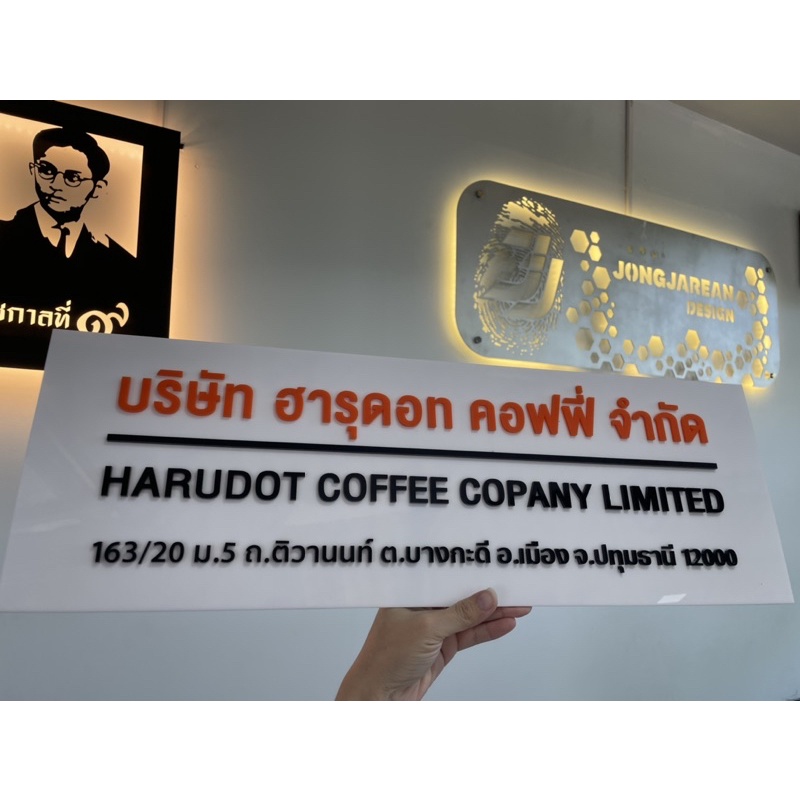 JONGJAREAN
DESIGN
กาลที่ ๙
บริษัท ฮารุดอท คอฟฟี่ จำกัด
HARUDOT COFFEE COPANY LIMITED
163/20 ม.5 ถ.ติวานนท์ ต.บางกะดี อ.เมือง จ.ปทุมธานี 12000